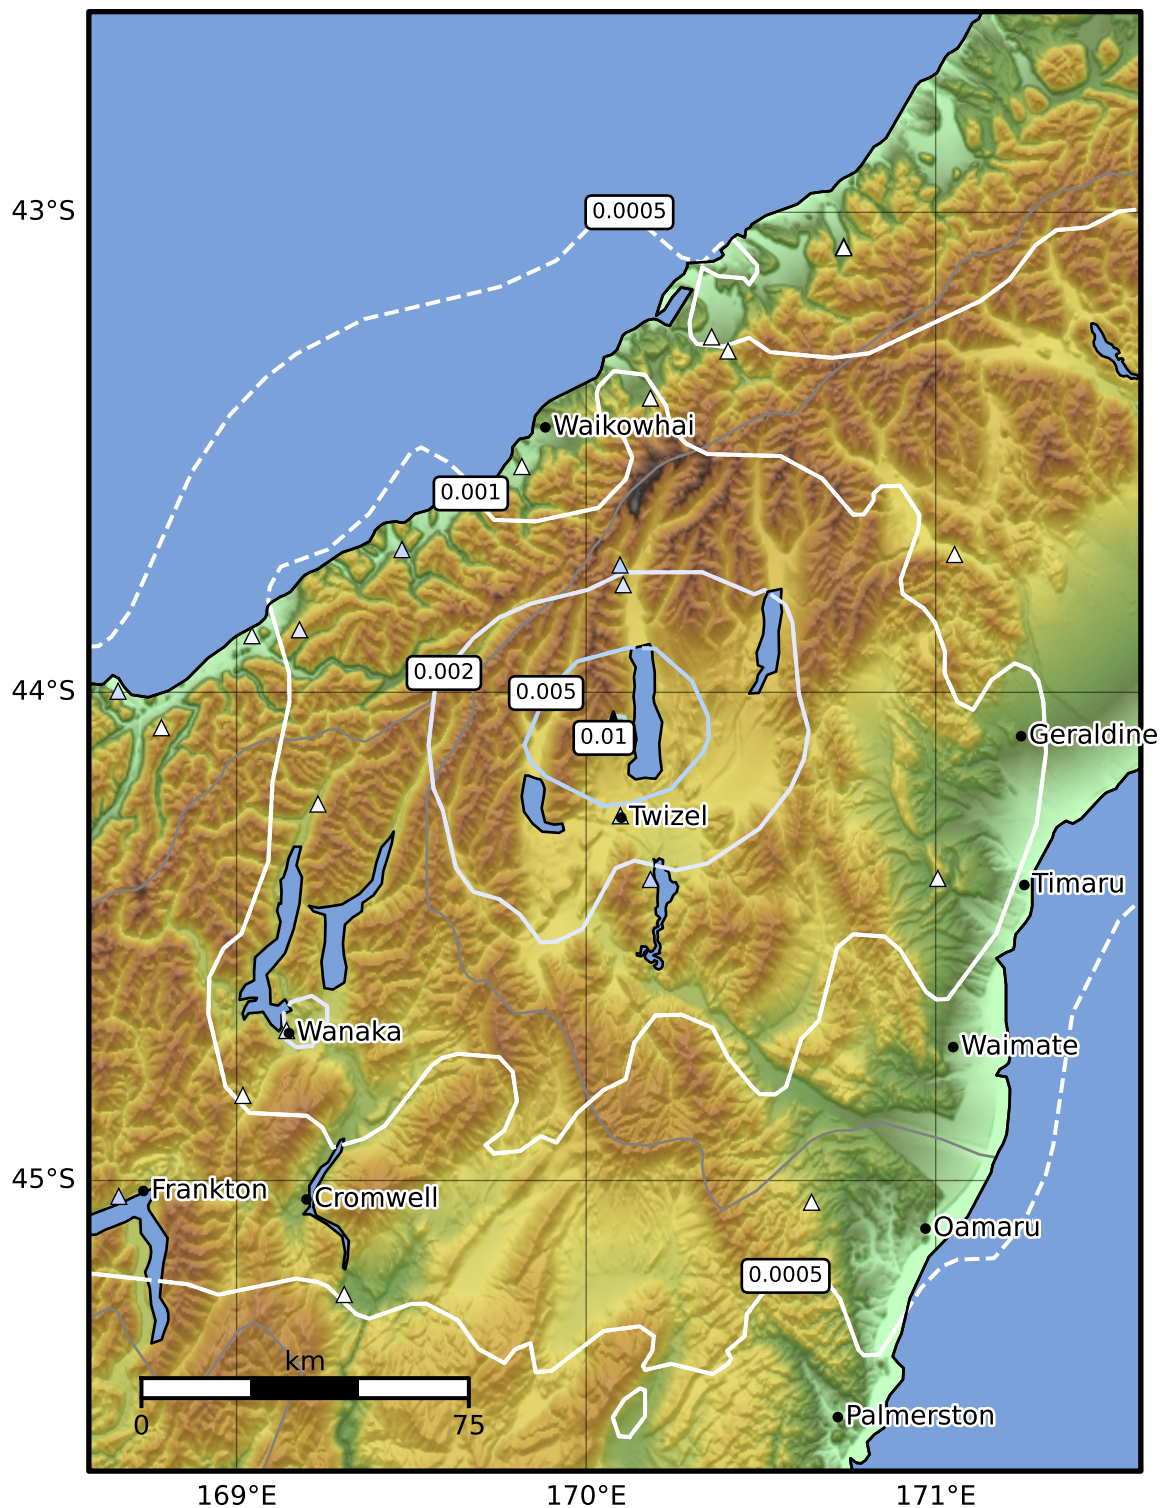 43°S
0.0005
Waikowhai
0.001
44°S
0.002
0.005
0.01
Geraldine
Twizel
Timaru
Wanaka
Waimate
45°S
Frankton
Cromwell
Oamaru
0.0005
km
0
75
Palmerston
169°E
170°E
171°E